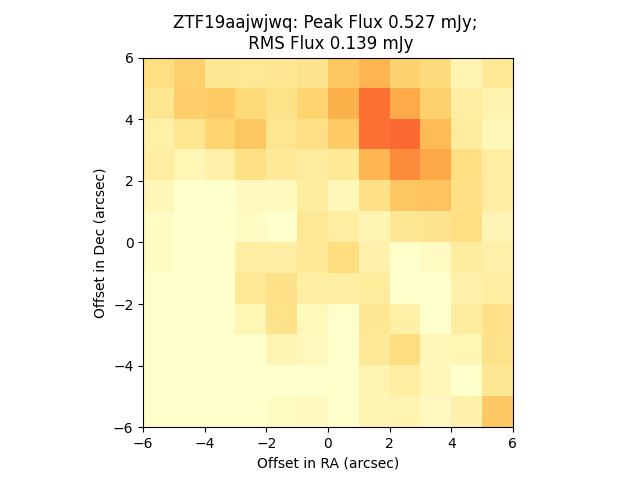 ZTF19aajwjwq: Peak Flux 0.527 mJy;
RMS Flux 0.139 mJy
6
4
2
0
−2
−4
−6
Offset in Dec (arcsec)
−6 −4 −2 0 2 4 6
Offset in RA (arcsec)